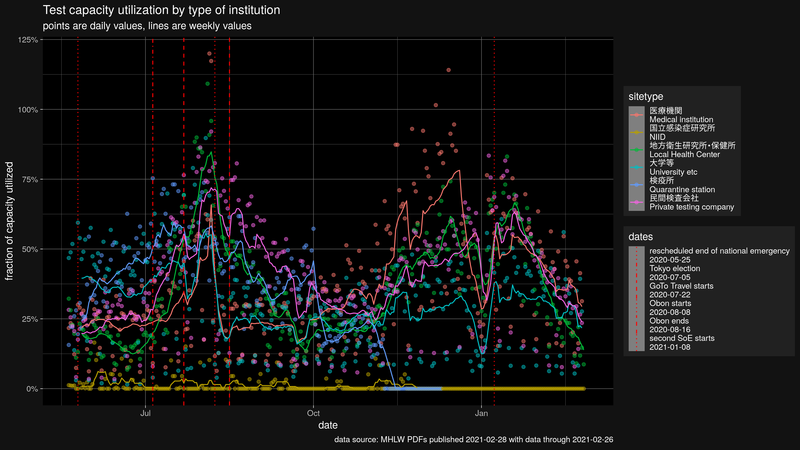 Test capacity utilization by type of institution
points are daily values, lines are weekly values
125%
100%
75%
50%
25%
0%
fraction of capacity utilized
Jul
Oct
Jan
date
sitetype
医療機関
Medical institution
国立感染症研究所
NIID
地方衛生研究所・保健所
Local Health Center
大学等
University etc
検疫所
Quarantine station
民間検査会社
Private testing company
dates
rescheduled end of national emergency
2020-05-25
Tokyo election
2020-07-05
GoTo Travel starts
2020-07-22
Obon starts
2020-08-08
Obon ends
2020-08-16
second SoE starts
2021-01-08
data source: MHLW PDFs published 2021-02-28 with data through 2021-02-26